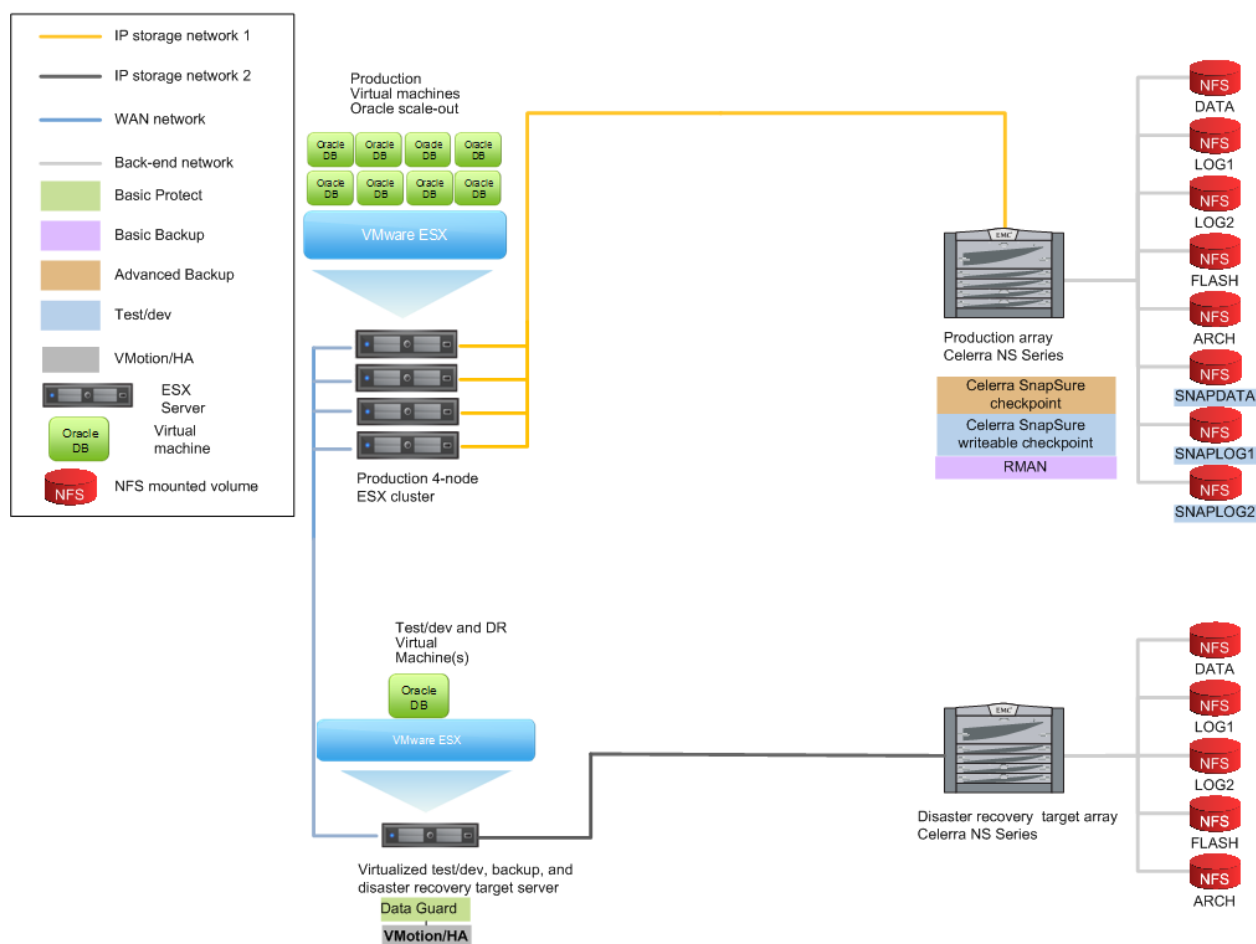 IP storage network 1
IP storage network 2
WAN network
Back-end network
Basic Protect
Basic Backup
Advanced Backup
Test/dev
VMotion/HA
ESX
Server
Oracle
DB
Virtual
machine
NFS
NFS mounted volume
Production
Virtual machines
Oracle scale-out
Oracle
DB
Oracle
DB
Oracle
DB
Oracle
DB
Oracle
DB
Oracle
DB
Oracle
DB
Oracle
DB
VMware ESX
Production 4-node
ESX cluster
EMC²
Production array
Celerra NS Series
Celerra SnapSure
checkpoint
Celerra SnapSure
writeable checkpoint
RMAN
NFS
DATA
NFS
LOG1
NFS
LOG2
NFS
FLASH
NFS
ARCH
NFS
SNAPDATA
NFS
SNAPLOG1
NFS
SNAPLOG2
Test/dev and DR
Virtual
Machine(s)
Oracle
DB
VMware ESX
Virtualized test/dev, backup, and
disaster recovery target server
Data Guard
VMotion/HA
EMC²
Disaster recovery target array
Celerra NS Series
NFS
DATA
NFS
LOG1
NFS
LOG2
NFS
FLASH
NFS
ARCH